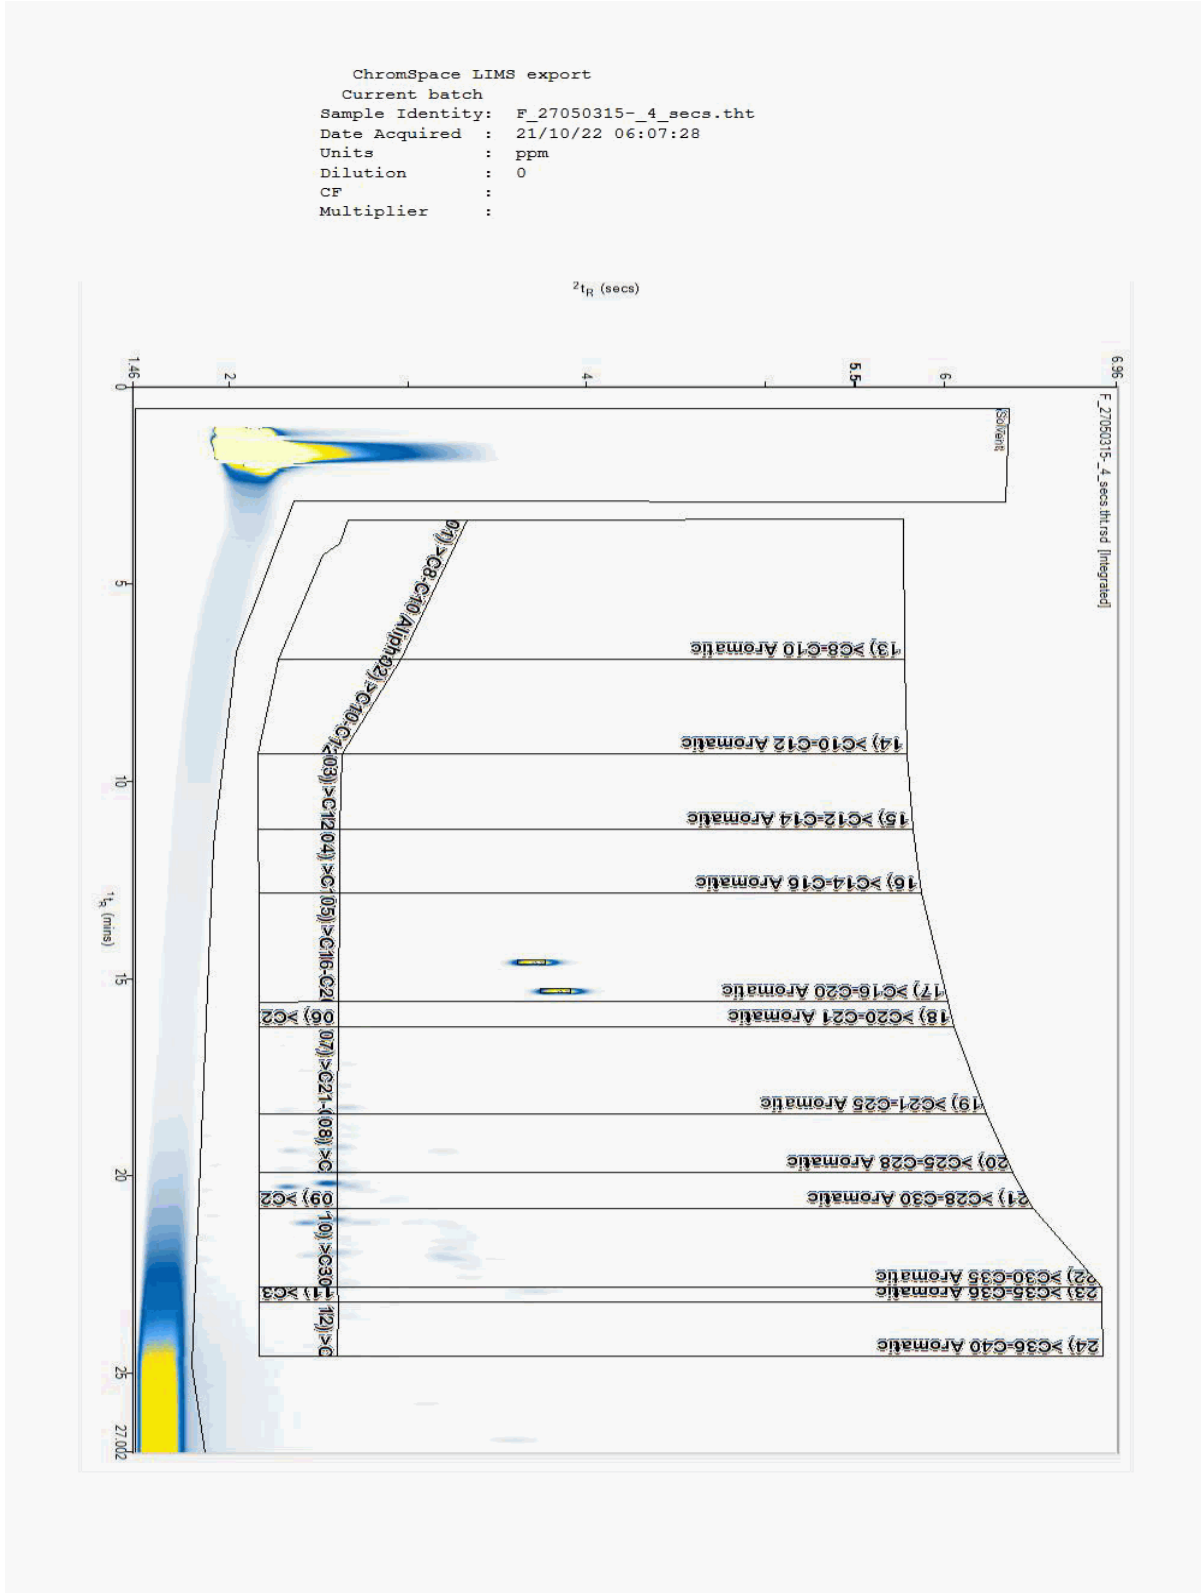 ChromSpace LIMS export
Current batch
Sample Identity: F_27050315-_4_secs.tht
Date Acquired : 21/10/22 06:07:28
Units : ppm
Dilution : 0
CF :
Multiplier :
²tR (secs)
1.46
2
4
5.5
6
6.96
F_27050315-_4_secs.tht.rsd [Integrated]
Solvent
0
5
10
15
20
25
27.002
¹tR (mins)
01) >C8-C10 Aliph
02) >C10-C12
03) >C12
04) >C1
05) >C16-C2
06) >C2
07) >C21-
08) >C
09) >C2
10) >C30
11) >C3
12) >C
13) >C8-C10 Aromatic
14) >C10-C12 Aromatic
15) >C12-C14 Aromatic
16) >C14-C16 Aromatic
17) >C16-C20 Aromatic
18) >C20-C21 Aromatic
19) >C21-C25 Aromatic
20) >C25-C28 Aromatic
21) >C28-C30 Aromatic
22) >C30-C35 Aromatic
23) >C35-C36 Aromatic
24) >C36-C40 Aromatic